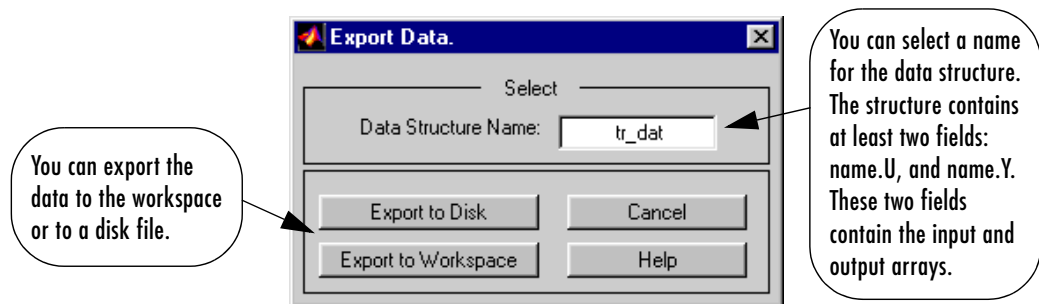 Export Data.
Select
Data Structure Name:
tr_dat
Export to Disk
Cancel
Export to Workspace
Help
You can export the
data to the workspace
or to a disk file.
You can select a name
for the data structure.
The structure contains
at least two fields:
name.U, and name.Y.
These two fields
contain the input and
output arrays.